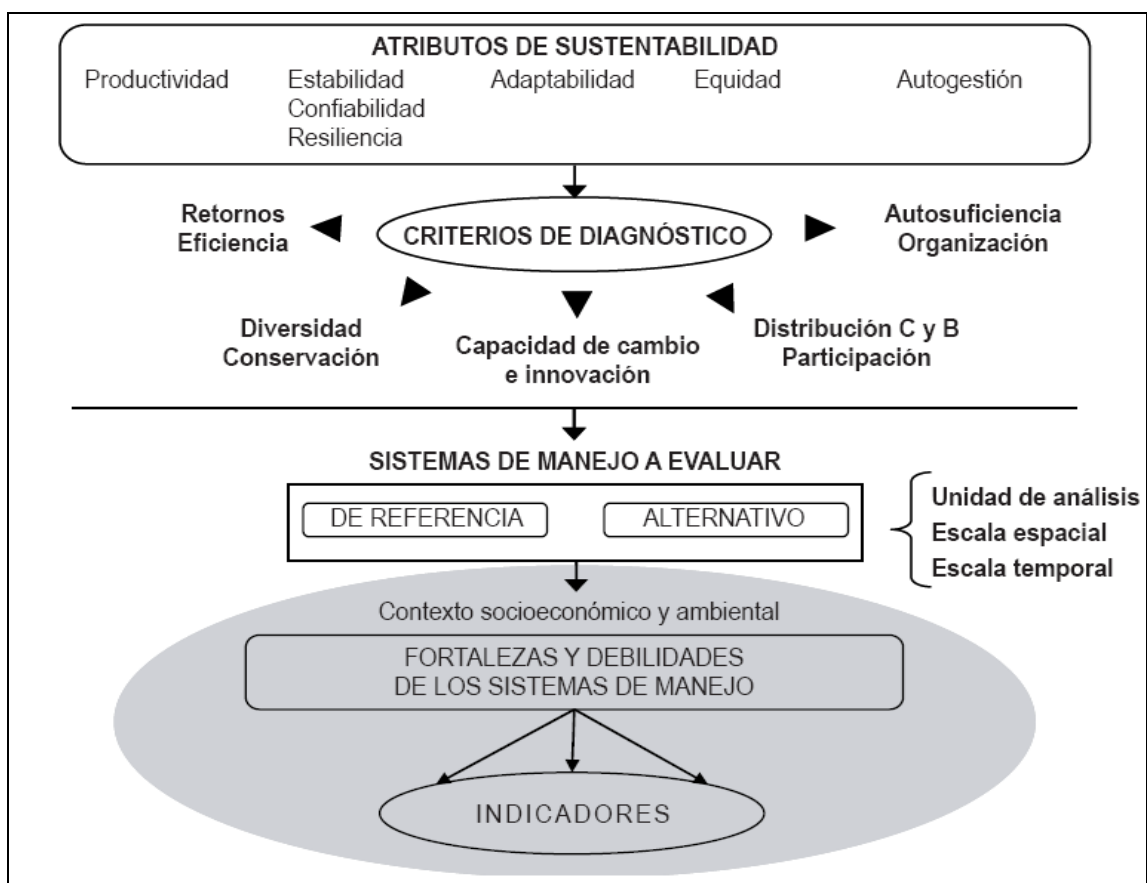 ATRIBUTOS DE SUSTENTABILIDAD
Productividad
Estabilidad
Confiabilidad
Resiliencia
Adaptabilidad
Equidad
Autogestión
Retornos
Eficiencia
CRITERIOS DE DIAGNÓSTICO
Autosuficiencia
Organización
Diversidad
Conservación
Capacidad de cambio
e innovación
Distribución C y B
Participación
SISTEMAS DE MANEJO A EVALUAR
DE REFERENCIA
ALTERNATIVO
Unidad de análisis
Escala espacial
Escala temporal
Contexto socioeconómico y ambiental
FORTALEZAS Y DEBILIDADES
DE LOS SISTEMAS DE MANEJO
INDICADORES